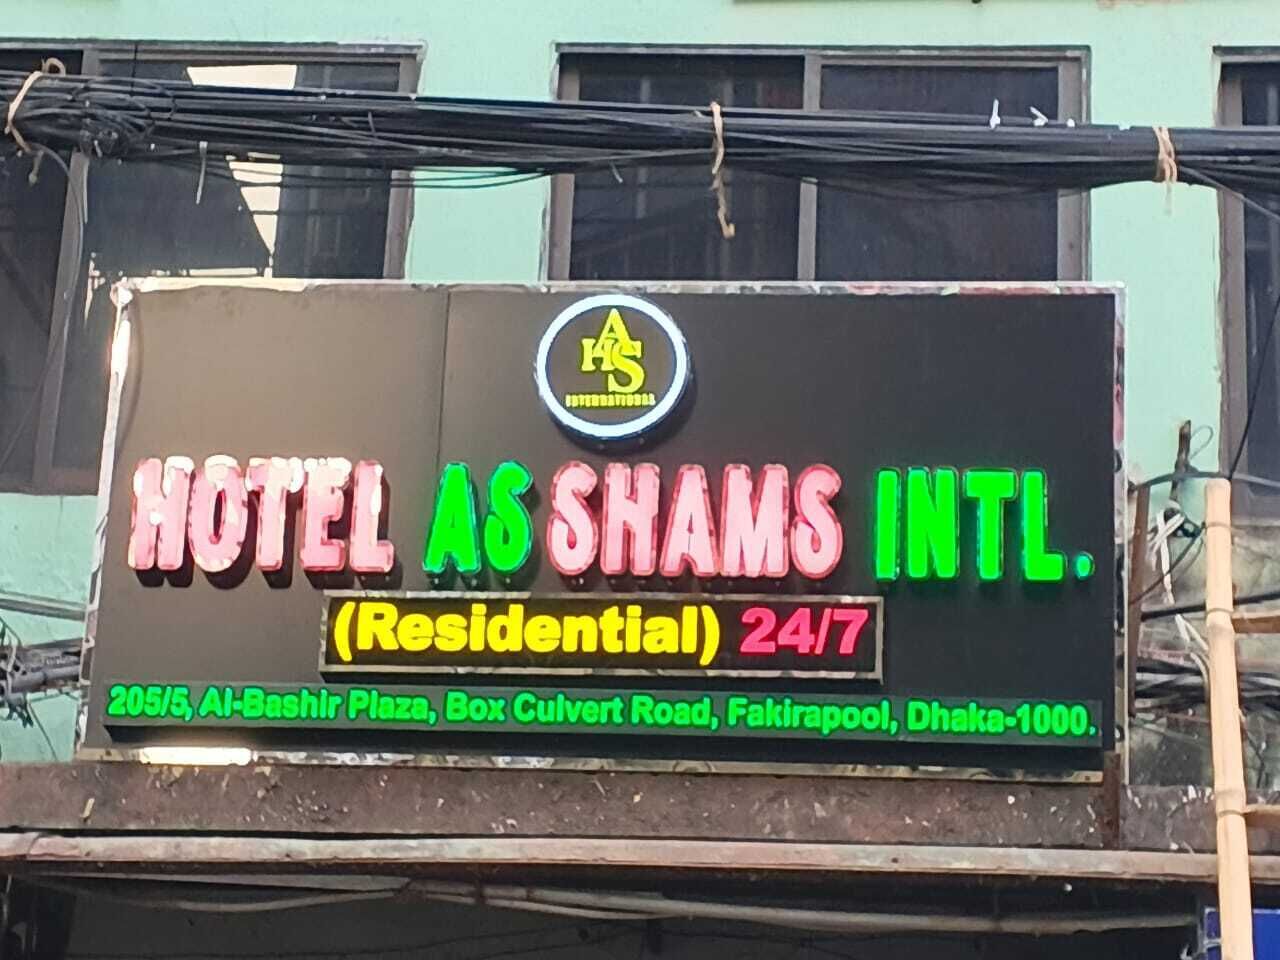 AHS
INTERNATIONAL
HOTEL AS SHAMS INTL.
(Residential) 24/7
205/5, Al-Bashir Plaza, Box Culvert Road, Fakirapool, Dhaka-1000.